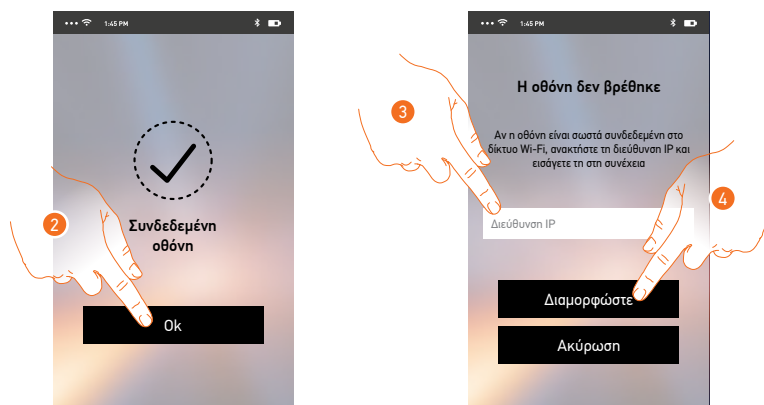 1:45 PM
2
Συνδεδεμένη
οθόνη
Ok
1:45 PM
Η οθόνη δεν βρέθηκε
3
Αν η οθόνη είναι σωστά συνδεδεμένη στο
δίκτυο Wi-Fi, ανακτήστε τη διεύθυνση IP και
εισάγετε τη στη συνέχεια
4
Διεύθυνση IP
Διαμορφώστε
Ακύρωση